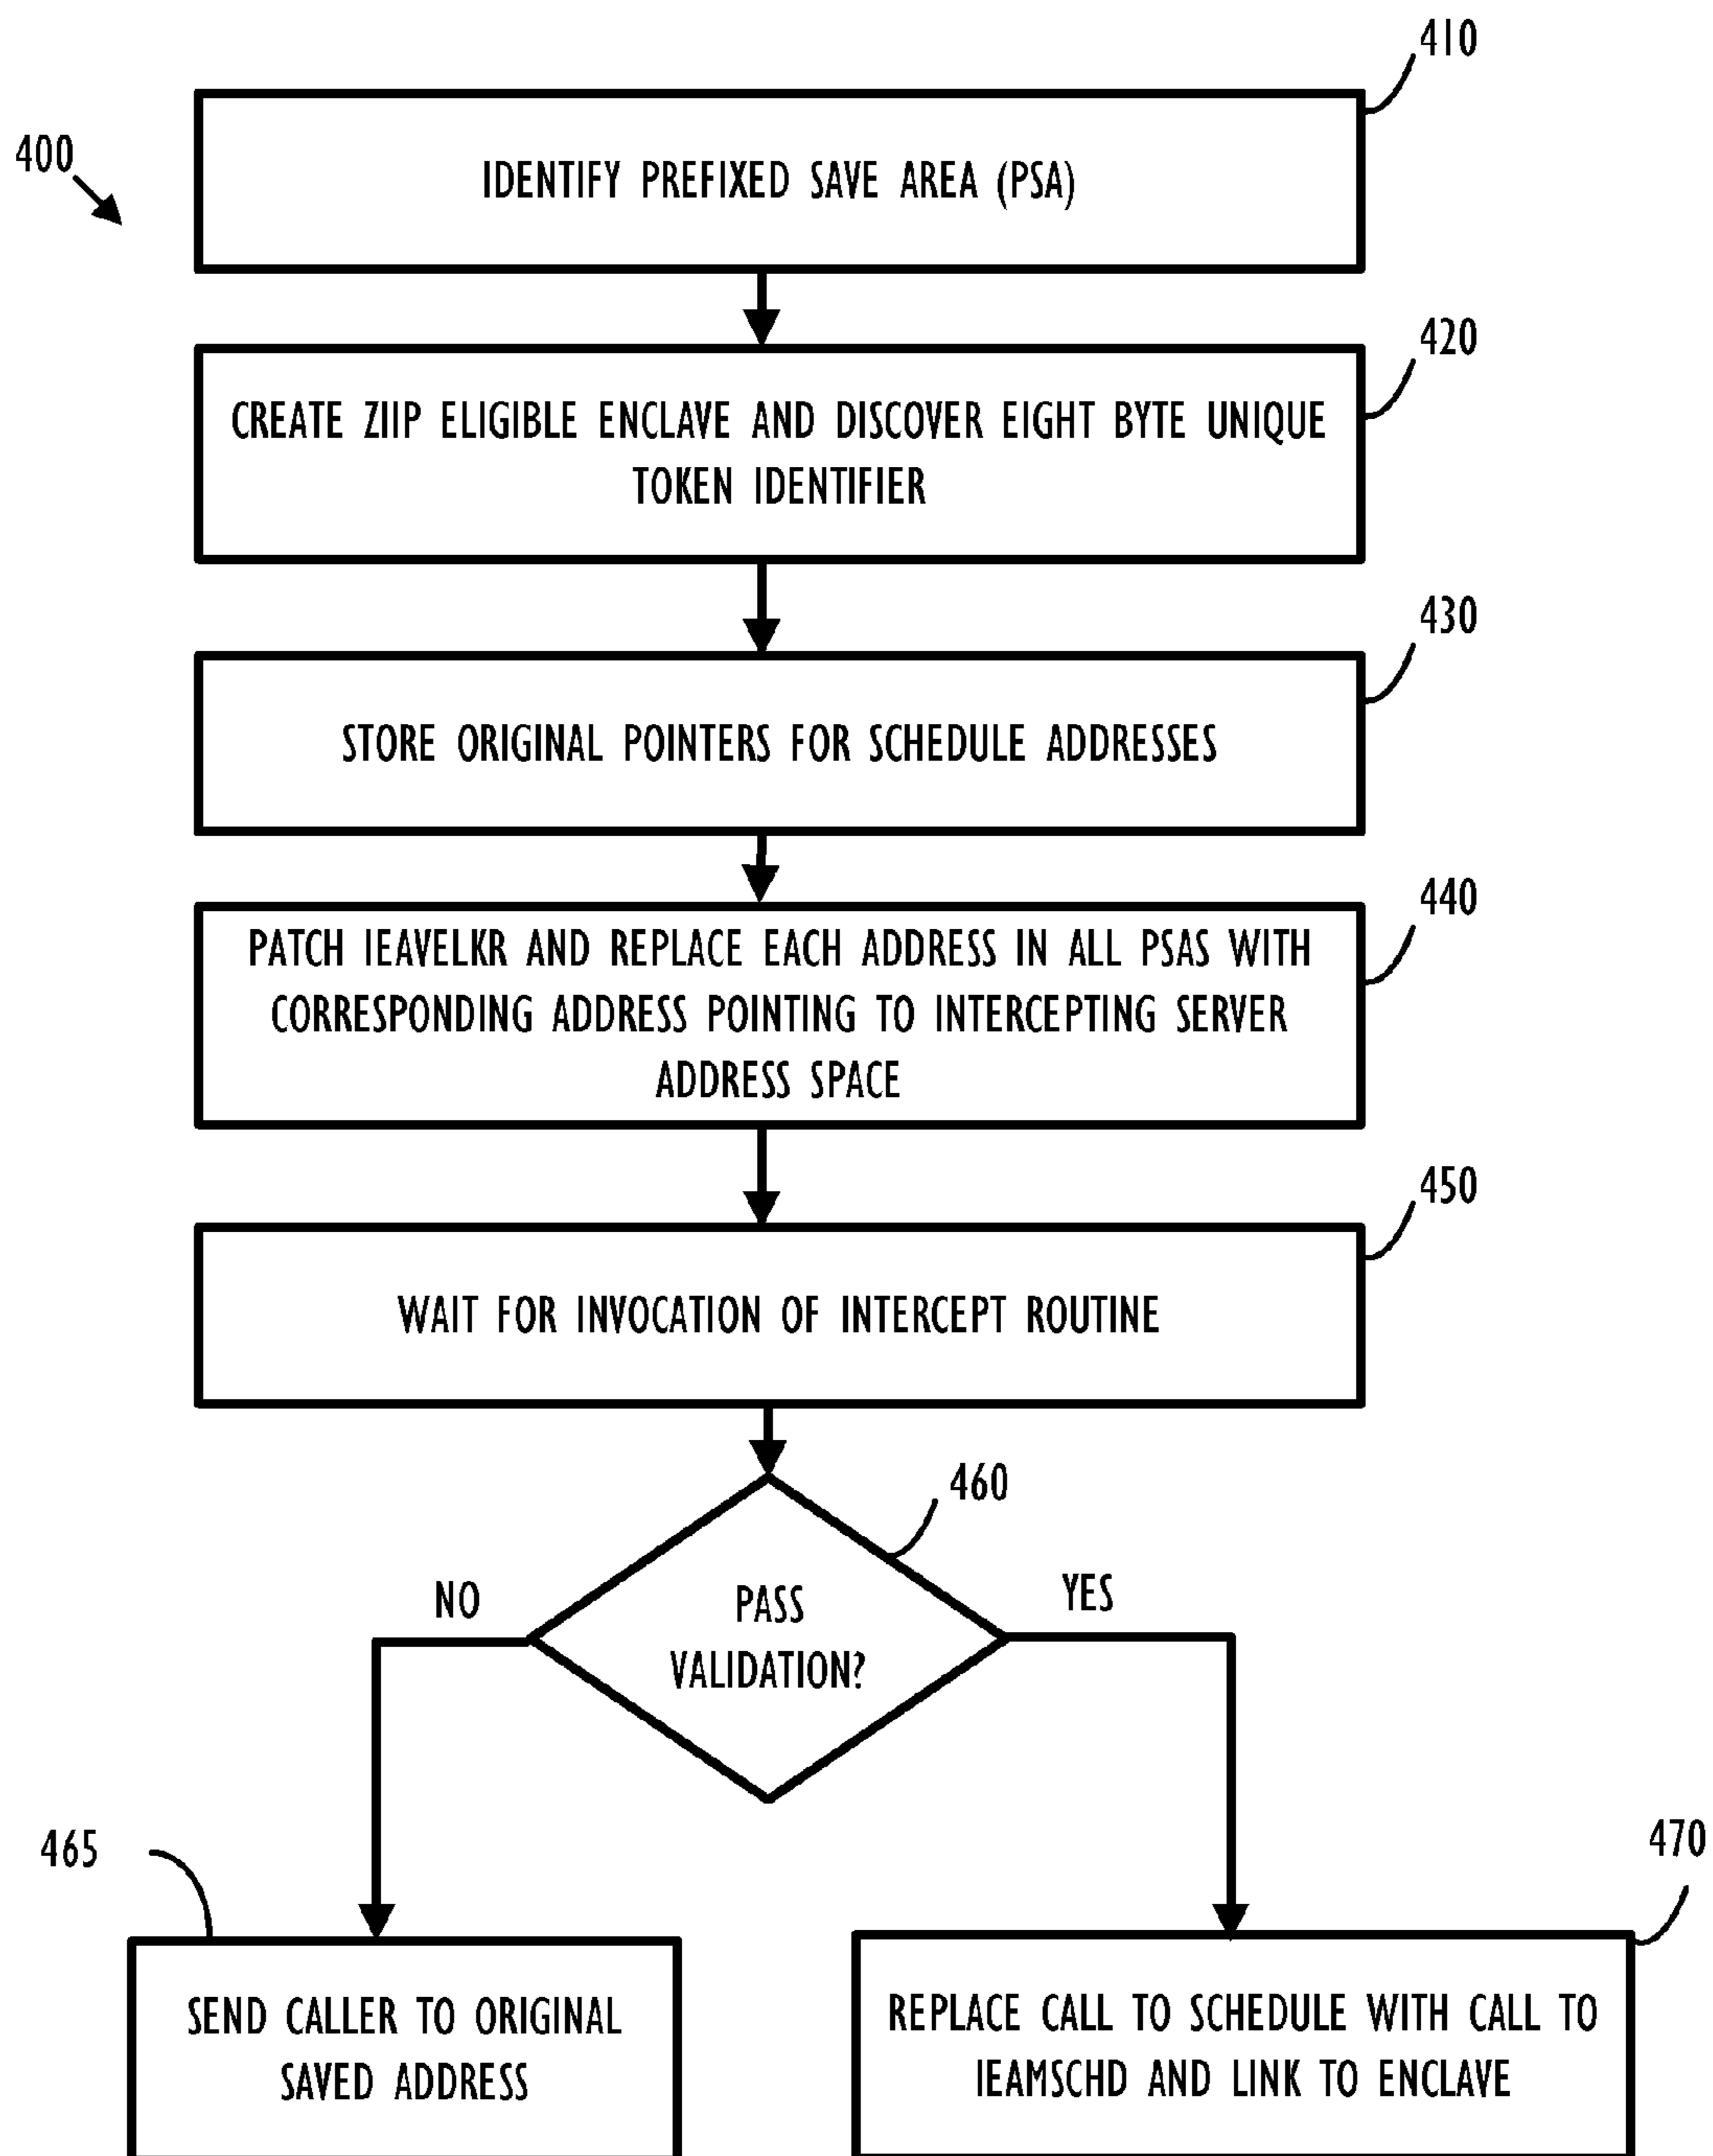 410
400
IDENTIFY PREFIXED SAVE AREA (PSA)
420
CREATE ZIIP ELIGIBLE ENCLAVE AND DISCOVER EIGHT BYTE UNIQUE
TOKEN IDENTIFIER
430
STORE ORIGINAL POINTERS FOR SCHEDULE ADDRESSES
440
PATCH IEAVELKR AND REPLACE EACH ADDRESS IN ALL PSAS WITH
CORRESPONDING ADDRESS POINTING TO INTERCEPTING SERVER
ADDRESS SPACE
450
WAIT FOR INVOCATION OF INTERCEPT ROUTINE
460
NO
YES
PASS
VALIDATION?
465
470
SEND CALLER TO ORIGINAL
SAVED ADDRESS
REPLACE CALL TO SCHEDULE WITH CALL TO
IEAMSCHD AND LINK TO ENCLAVE